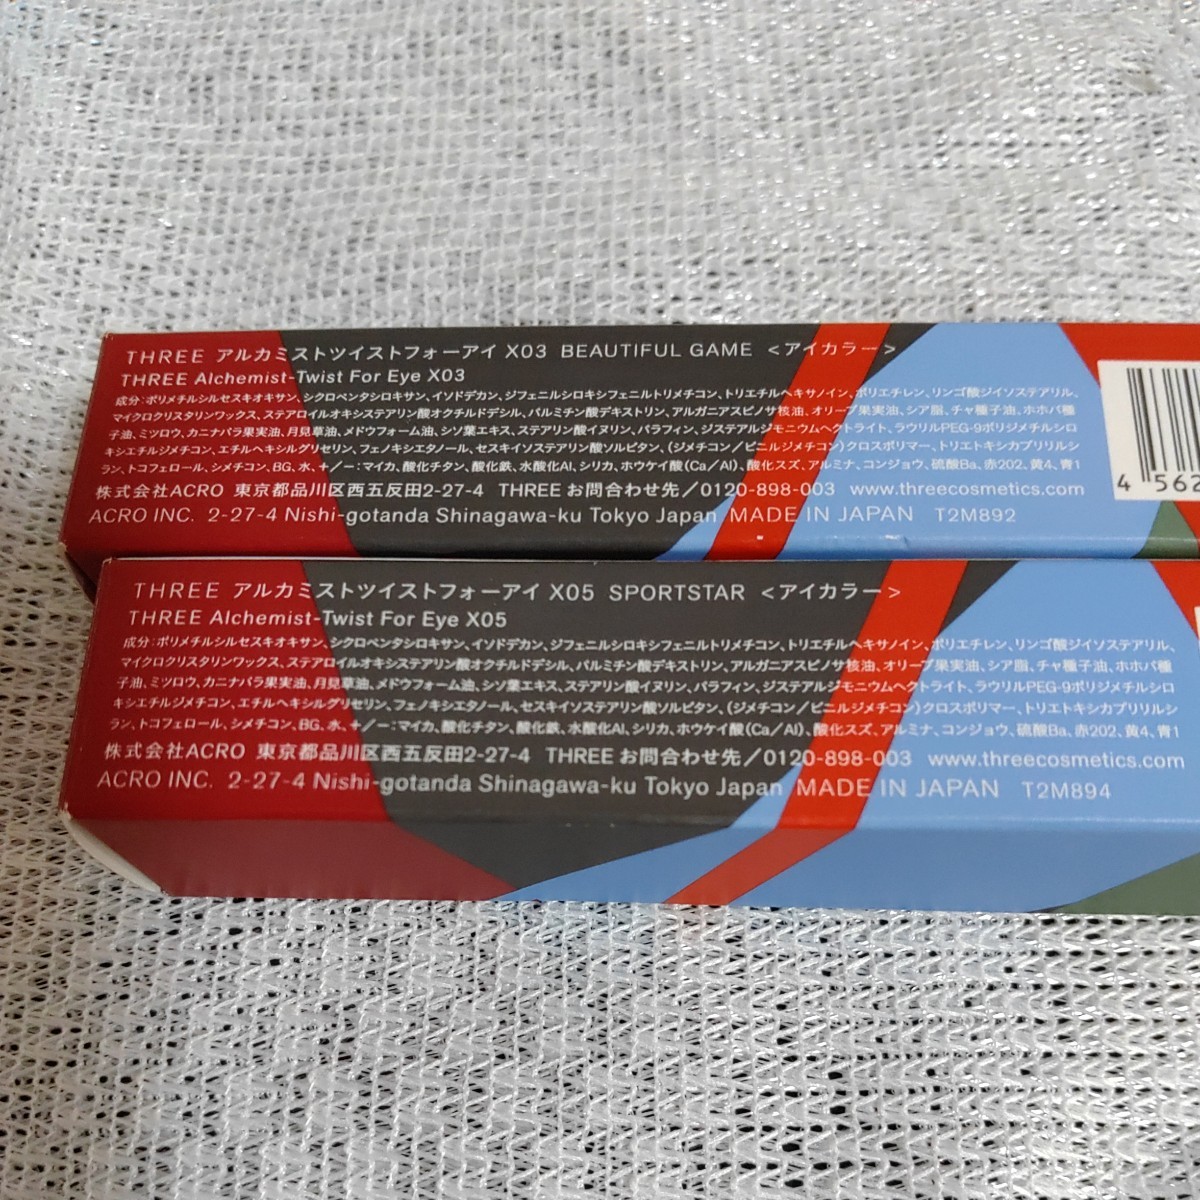 THREE アルカミストツイストフォーアイ X03 BEAUTIFUL GAME <アイカラー>
THREE Alchemist-Twist For Eye X03
成分:ポリメチルシルセスキオキサン、シクロペンタシロキサン、イソドデカン、ジフェニルシロキシフェニルトリメチコン、トリエチルヘキサノイン、ポリエチレン、リンゴ酸ジイソステアリル、
マイクロクリスタリンワックス、ステアロイルオキシステアリン酸オクチルドデシル、パルミチン酸デキストリン、アルガニアスピノサ核油、オリーブ果実油、シア脂、チャ種子油、ホホバ種
子油、ミツロウ、カニナバラ果実油、月見草油、メドウフォーム油、シソ葉エキス、ステアリン酸イヌリン、パラフィン、ジステアルジモニウムヘクトライト、ラウリルPEG-9ポリジメチルシロ
キシエチルジメチコン、エチルヘキシルグリセリン、フェノキシエタノール、セスキイソステアリン酸ソルビタン、(ジメチコン/ビニルジメチコン)クロスポリマー、トリエトキシカプリリルシ
ラン、トコフェロール、シメチコン、BG、水、+/-:マイカ、酸化チタン、酸化鉄、水酸化Al、シリカ、ホウケイ酸(Ca/Al)、酸化スズ、アルミナ、コンジョウ、硫酸Ba、赤202、黄4、青1
株式会社ACRO 東京都品川区西五反田2-27-4 THREE お問合わせ先/0120-898-003 www.threecosmetics.com
ACRO INC. 2-27-4 Nishi-gotanda Shinagawa-ku Tokyo Japan MADE IN JAPAN T2M892
4 562
THREE アルカミストツイストフォーアイ X05 SPORTSTAR <アイカラー>
THREE Alchemist-Twist For Eye X05
成分:ポリメチルシルセスキオキサン、シクロペンタシロキサン、イソドデカン、ジフェニルシロキシフェニルトリメチコン、トリエチルヘキサノイン、ポリエチレン、リンゴ酸ジイソステアリル、
マイクロクリスタリンワックス、ステアロイルオキシステアリン酸オクチルドデシル、パルミチン酸デキストリン、アルガニアスピノサ核油、オリーブ果実油、シア脂、チャ種子油、ホホバ種
子油、ミツロウ、カニナバラ果実油、月見草油、メドウフォーム油、シソ葉エキス、ステアリン酸イヌリン、パラフィン、ジステアルジモニウムヘクトライト、ラウリルPEG-9ポリジメチルシロ
キシエチルジメチコン、エチルヘキシルグリセリン、フェノキシエタノール、セスキイソステアリン酸ソルビタン、(ジメチコン/ビニルジメチコン)クロスポリマー、トリエトキシカプリリルシ
ラン、トコフェロール、シメチコン、BG、水、+/-:マイカ、酸化チタン、酸化鉄、水酸化Al、シリカ、ホウケイ酸(Ca/Al)、酸化スズ、アルミナ、コンジョウ、硫酸Ba、赤202、黄4、青1
株式会社ACRO 東京都品川区西五反田2-27-4 THREE お問合わせ先/0120-898-003 www.threecosmetics.com
ACRO INC. 2-27-4 Nishi-gotanda Shinagawa-ku Tokyo Japan MADE IN JAPAN T2M894